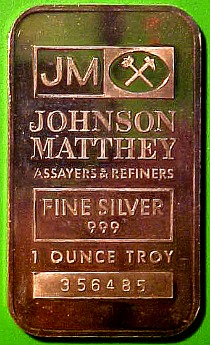 JM
JOHNSON
MATTHEY
ASSAYERS & REFINERS
FINE SILVER
999
1 OUNCE TROY
356485